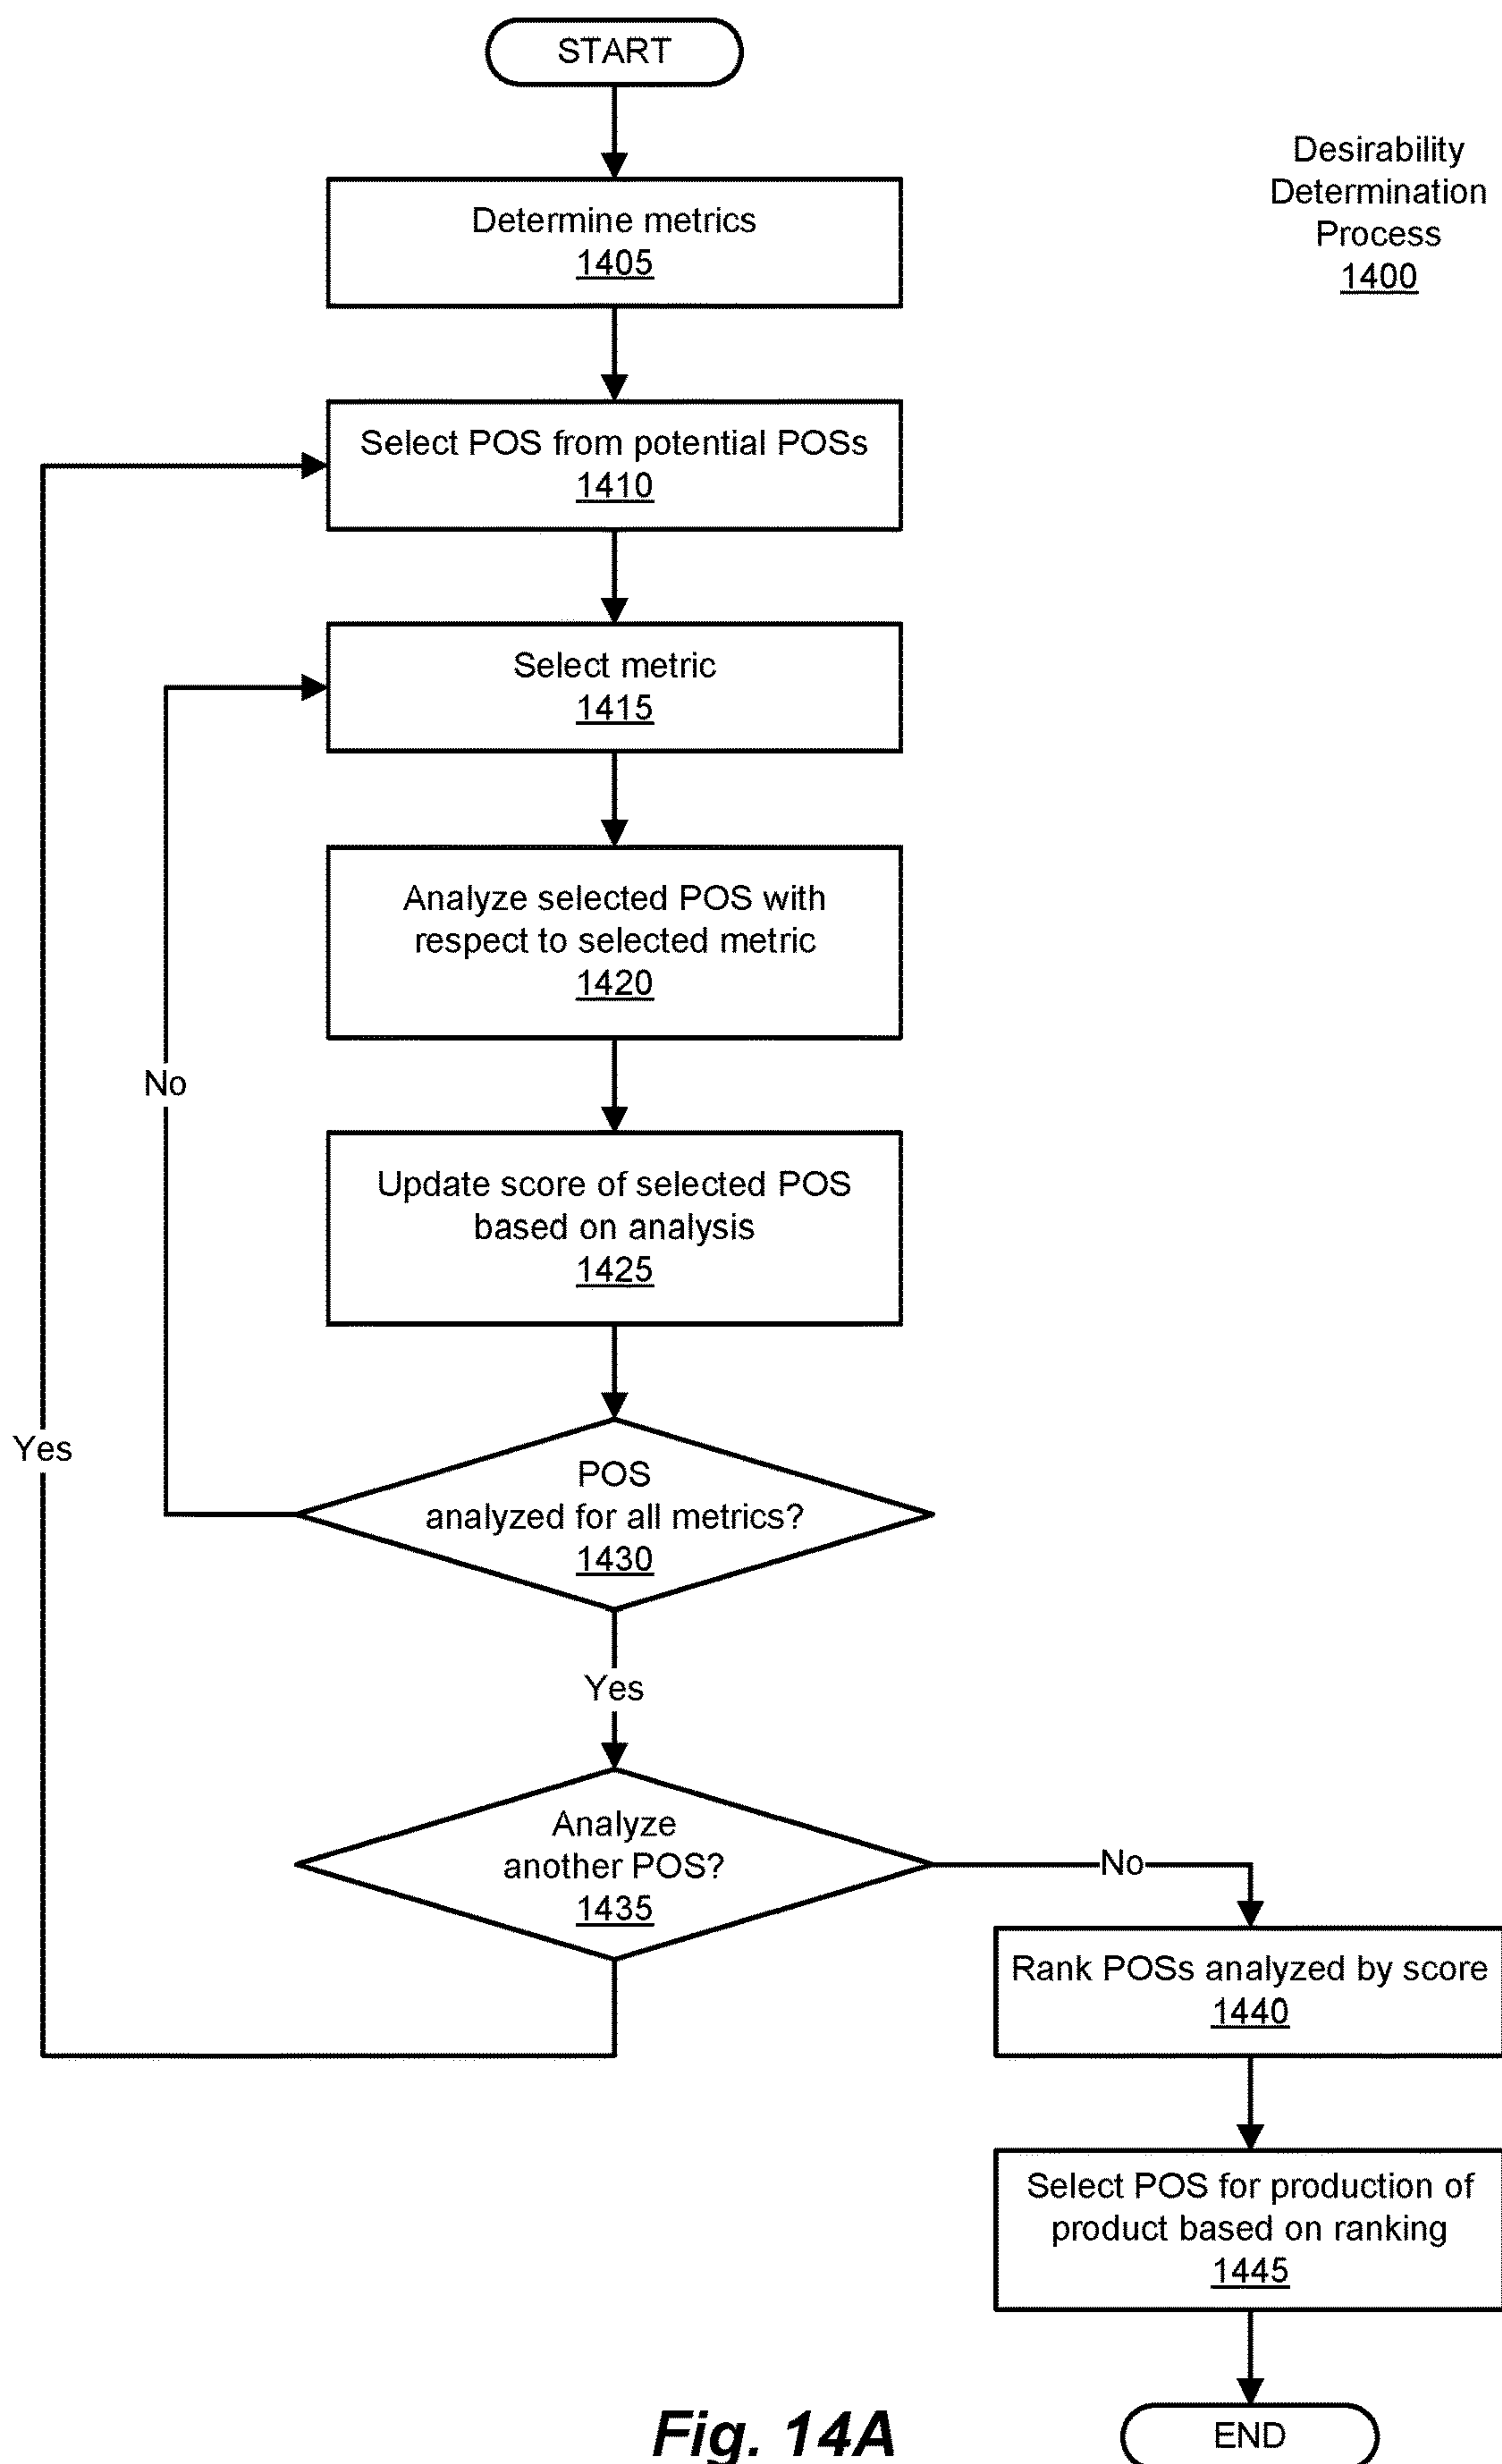 START
Desirability
Determination
Process
1400
Determine metrics
1405
Select POS from potential POSs
1410
Select metric
1415
Analyze selected POS with
respect to selected metric
1420
No
Update score of selected POS
based on analysis
1425
Yes
POS
analyzed for all metrics?
1430
Yes
Analyze
another POS?
1435
No
Rank POSs analyzed by score
1440
Select POS for production of
product based on ranking
1445
END
Fig. 14A